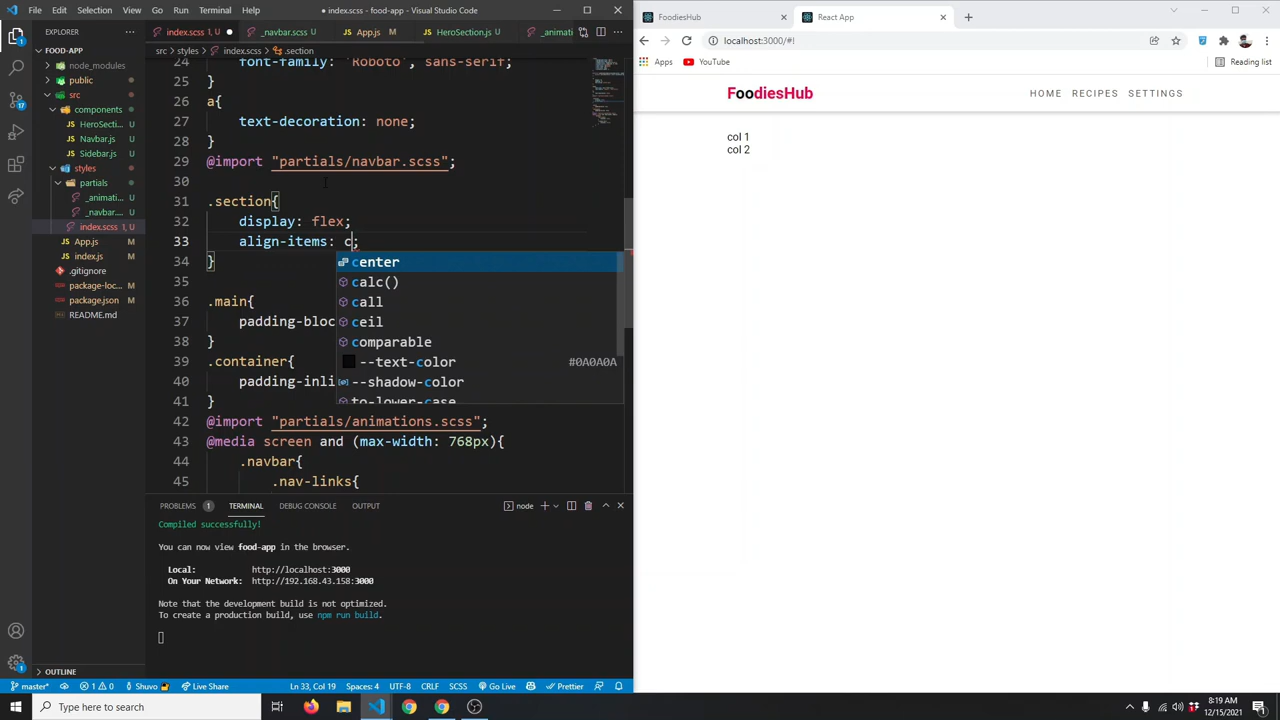 File Edit Selection View Go Run Terminal Help
● index.scss - food-app - Visual Studio Code
EXPLORER
FOOD-APP
node_modules
public
src
components
HeroSecti...
Navbar.js
Sidebar.js
styles
partials
_animati...
_navbar....
index.scss 1, U
App.js M
index.js
.gitignore
package-loc...
package.json M
README.md
OUTLINE
index.scss 1, U
_navbar.scss U
App.js M
HeroSection.js U
_animati
src > styles > index.scss > .section
24 font-family: 'Roboto', sans-serif;
25 }
26 a{
27 text-decoration: none;
28 }
29 @import "partials/navbar.scss";
30
31 .section{
32 display: flex;
33 align-items: c;
34 }
35
36 .main{
37 padding-bloc
38 }
39 .container{
40 padding-inli
41 }
42 @import "partials/animations.scss";
43 @media screen and (max-width: 768px){
44 .navbar{
45 .nav-links{
center
calc()
call
ceil
comparable
--text-color #0A0A0A
--shadow-color
to-lower-case
PROBLEMS 1 TERMINAL DEBUG CONSOLE OUTPUT
node
Compiled successfully!
You can now view food-app in the browser.
Local: http://localhost:3000
On Your Network: http://192.168.43.158:3000
Note that the development build is not optimized.
To create a production build, use npm run build.
master* 1 0 Shuvo Live Share
Ln 33, Col 19 Spaces: 4 UTF-8 CRLF SCSS Go Live Prettier
FoodiesHub
React App
localhost:3000/#!
Apps YouTube Reading list
FoodiesHub
HOME RECIPES SETTINGS
col 1
col 2
Type here to search
8:19 AM
12/15/2021